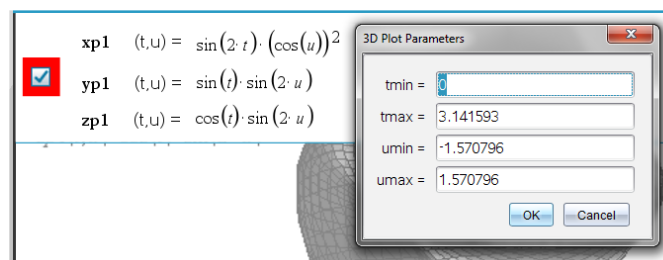 xp1 (t,u) = sin(2· t)· (cos(u))²
yp1 (t,u) = sin(t)· sin(2· u)
zp1 (t,u) = cos(t)· sin(2· u)
3D Plot Parameters
tmin = 0
tmax = 3.141593
umin = -1.570796
umax = 1.570796
OK Cancel